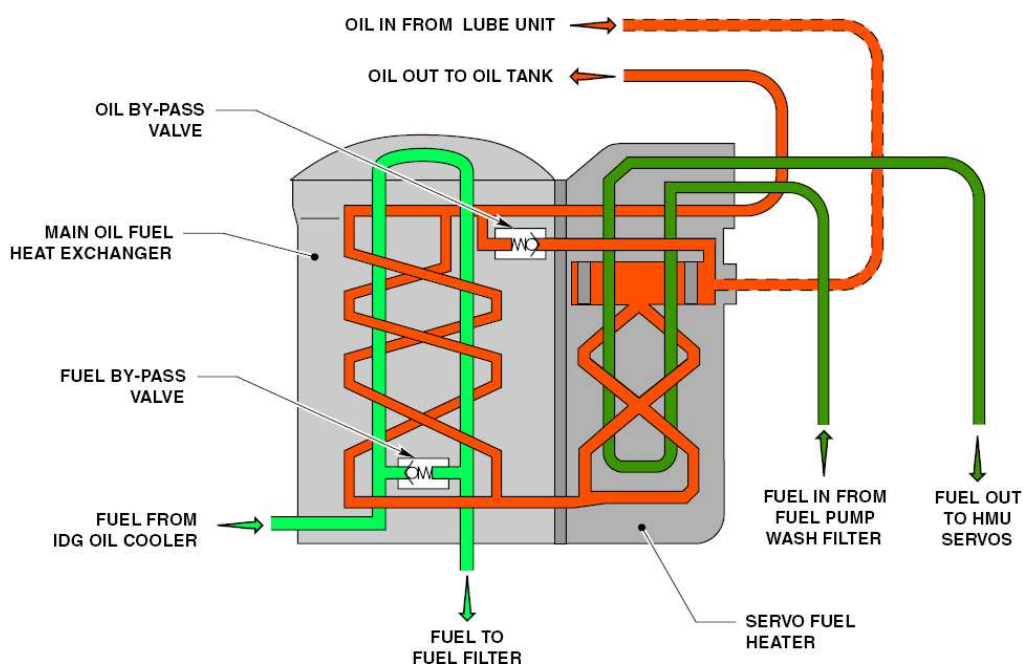 OIL IN FROM LUBE UNIT
OIL OUT TO OIL TANK
OIL BY-PASS
VALVE
MAIN OIL FUEL
HEAT EXCHANGER
FUEL BY-PASS
VALVE
FUEL FROM
IDG OIL COOLER
FUEL TO
FUEL FILTER
FUEL IN FROM
FUEL PUMP
WASH FILTER
FUEL OUT
TO HMU
SERVOS
SERVO FUEL
HEATER